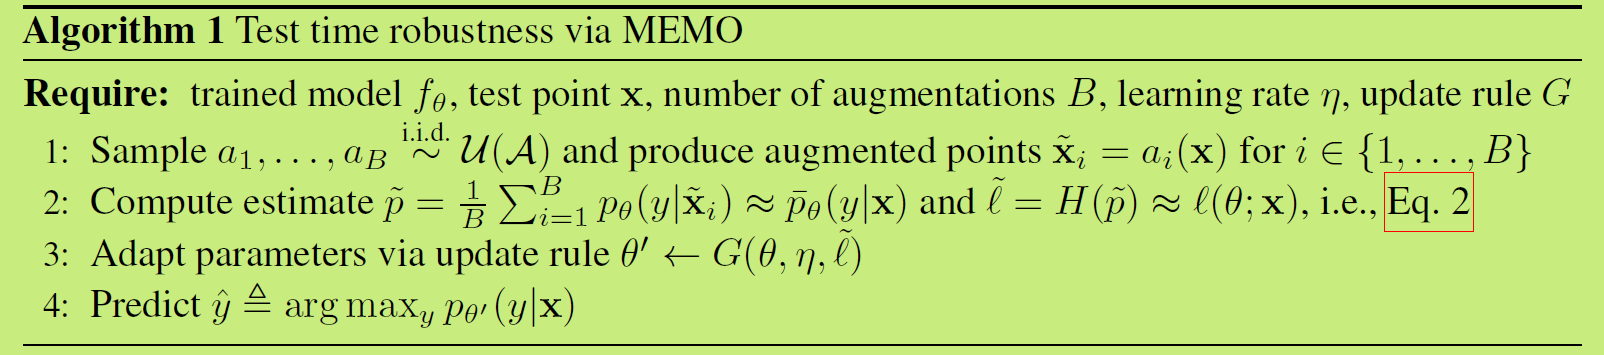 Algorithm 1 Test time robustness via MEMO
Require: trained model f_θ, test point x, number of augmentations B, learning rate η, update rule G
1: Sample a_1, . . . , a_B i.i.d. ∼ U(A) and produce augmented points x̃_i = a_i(x) for i ∈ {1, . . . , B}
2: Compute estimate p̃ = 1/B ∑_{i=1}^{B} p_θ(y|x̃_i) ≈ p̄_θ(y|x) and ℓ̃ = H(p̃) ≈ ℓ(θ; x), i.e., Eq. 2
3: Adapt parameters via update rule θ′ ← G(θ, η, ℓ̃)
4: Predict ŷ ≜ arg max_y p_θ′(y|x)